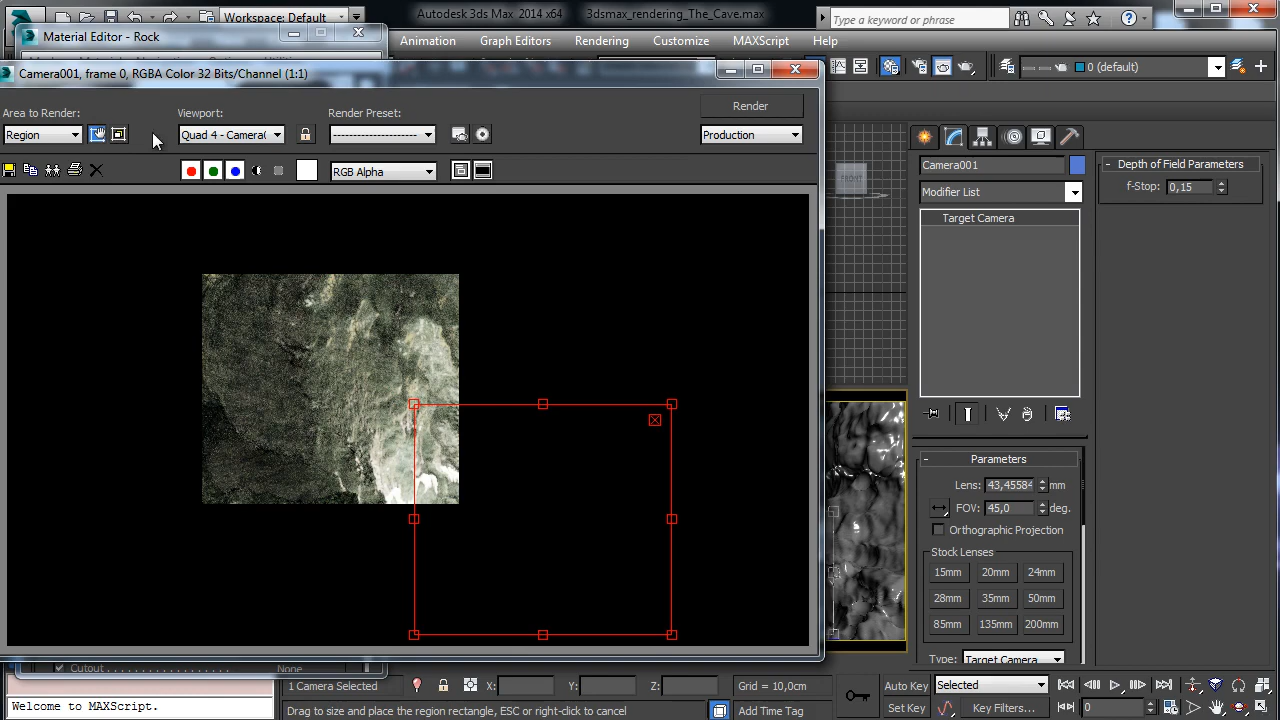 Workspace: Default
Autodesk 3ds Max  2014 x64
3dsmax_rendering_The_Cave.max
Type a keyword or phrase
Material Editor - Rock
Animation
Graph Editors
Rendering
Customize
MAXScript
Help
0 (default)
Camera001, frame 0, RGBA Color 32 Bits/Channel (1:1)
Area to Render:
Viewport:
Render Preset:
Render
Region
Quad 4 - Camera0
--------------------
Production
RGB Alpha
FRONT
Camera001
Modifier List
Target Camera
- Depth of Field Parameters
f-Stop: 0,15
- Parameters
Lens: 43,45584 mm
FOV: 45,0 deg.
Orthographic Projection
Stock Lenses
15mm 20mm 24mm
28mm 35mm 50mm
85mm 135mm 200mm
Type: Target Camera
Cutout . . . . . . . . . . . . . . . . None
1 Camera Selected
X:
Y:
Z:
Grid = 10,0cm
Auto Key
Selected
Welcome to MAXScript.
Drag to size and place the region rectangle, ESC or right-click to cancel
Add Time Tag
Set Key
Key Filters...
0